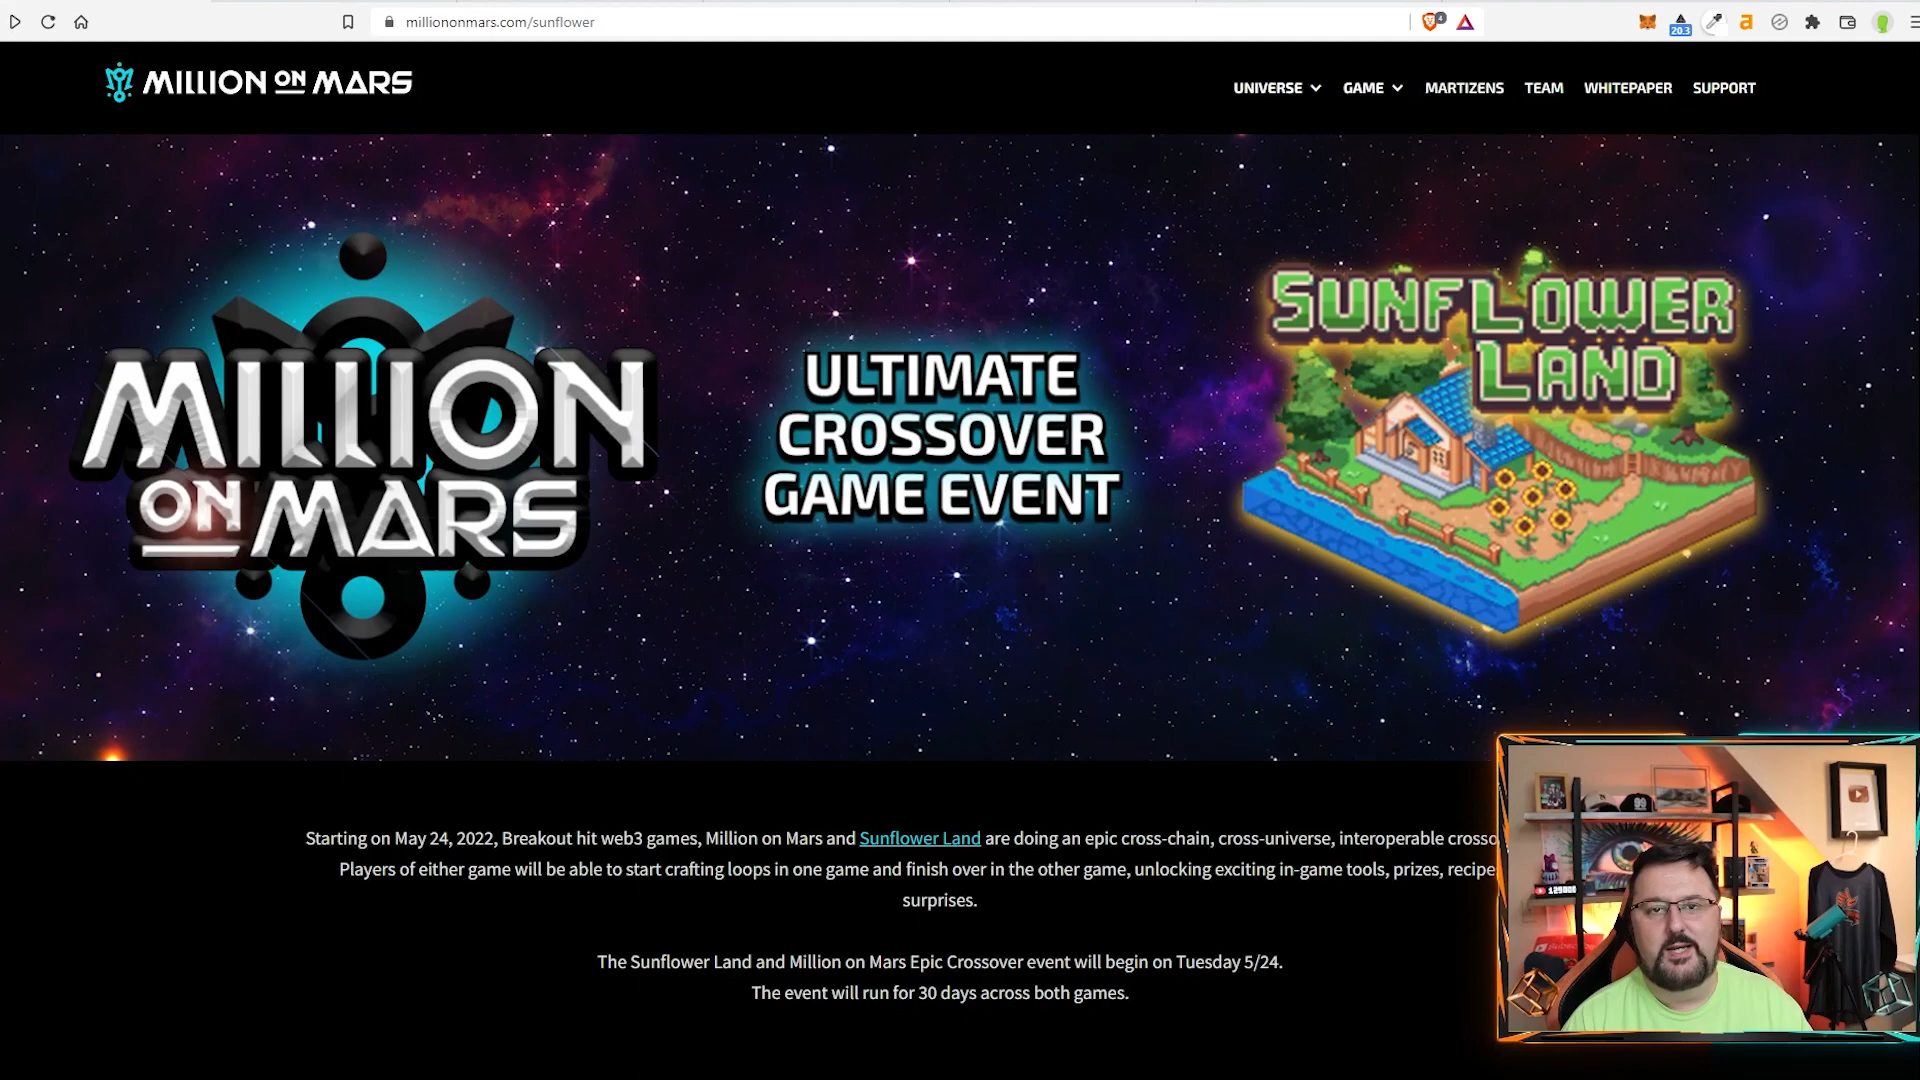 milliononmars.com/sunflower
4
20.3
MILLION ON MARS
UNIVERSE GAME MARTIZENS TEAM WHITEPAPER SUPPORT
MILLION
ON MARS
ULTIMATE
CROSSOVER
GAME EVENT
SUNFLOWER
LAND
Starting on May 24, 2022, Breakout hit web3 games, Million on Mars and Sunflower Land are doing an epic cross-chain, cross-universe, interoperable crosso
Players of either game will be able to start crafting loops in one game and finish over in the other game, unlocking exciting in-game tools, prizes, recipe
surprises.
The Sunflower Land and Million on Mars Epic Crossover event will begin on Tuesday 5/24.
The event will run for 30 days across both games.